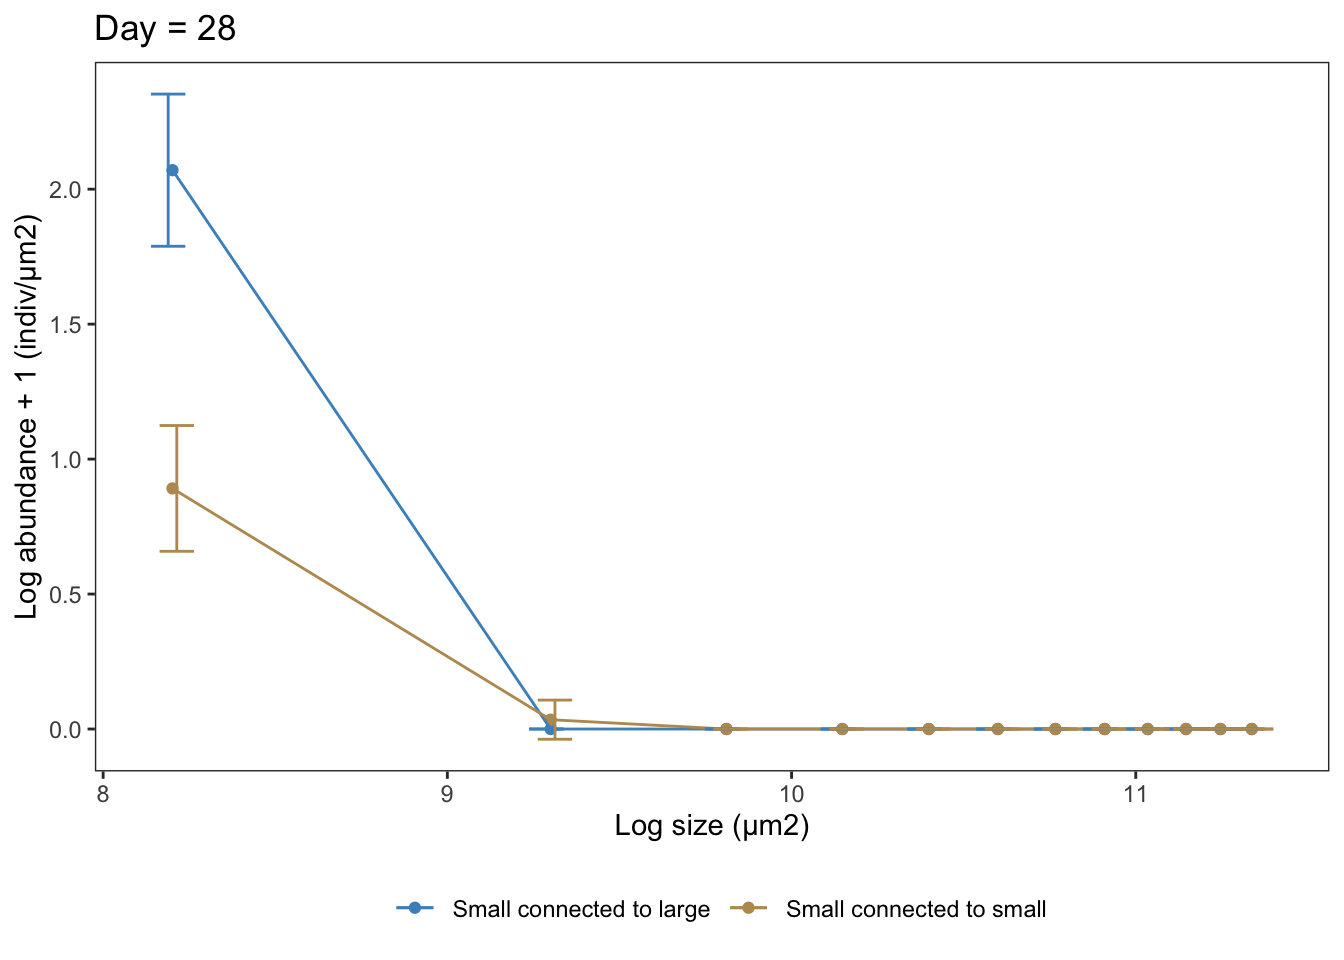 Day = 28
Log abundance + 1 (indiv/µm2)
2.0
1.5
1.0
0.5
0.0
8 9 10 11
Log size (µm2)
Small connected to large Small connected to small